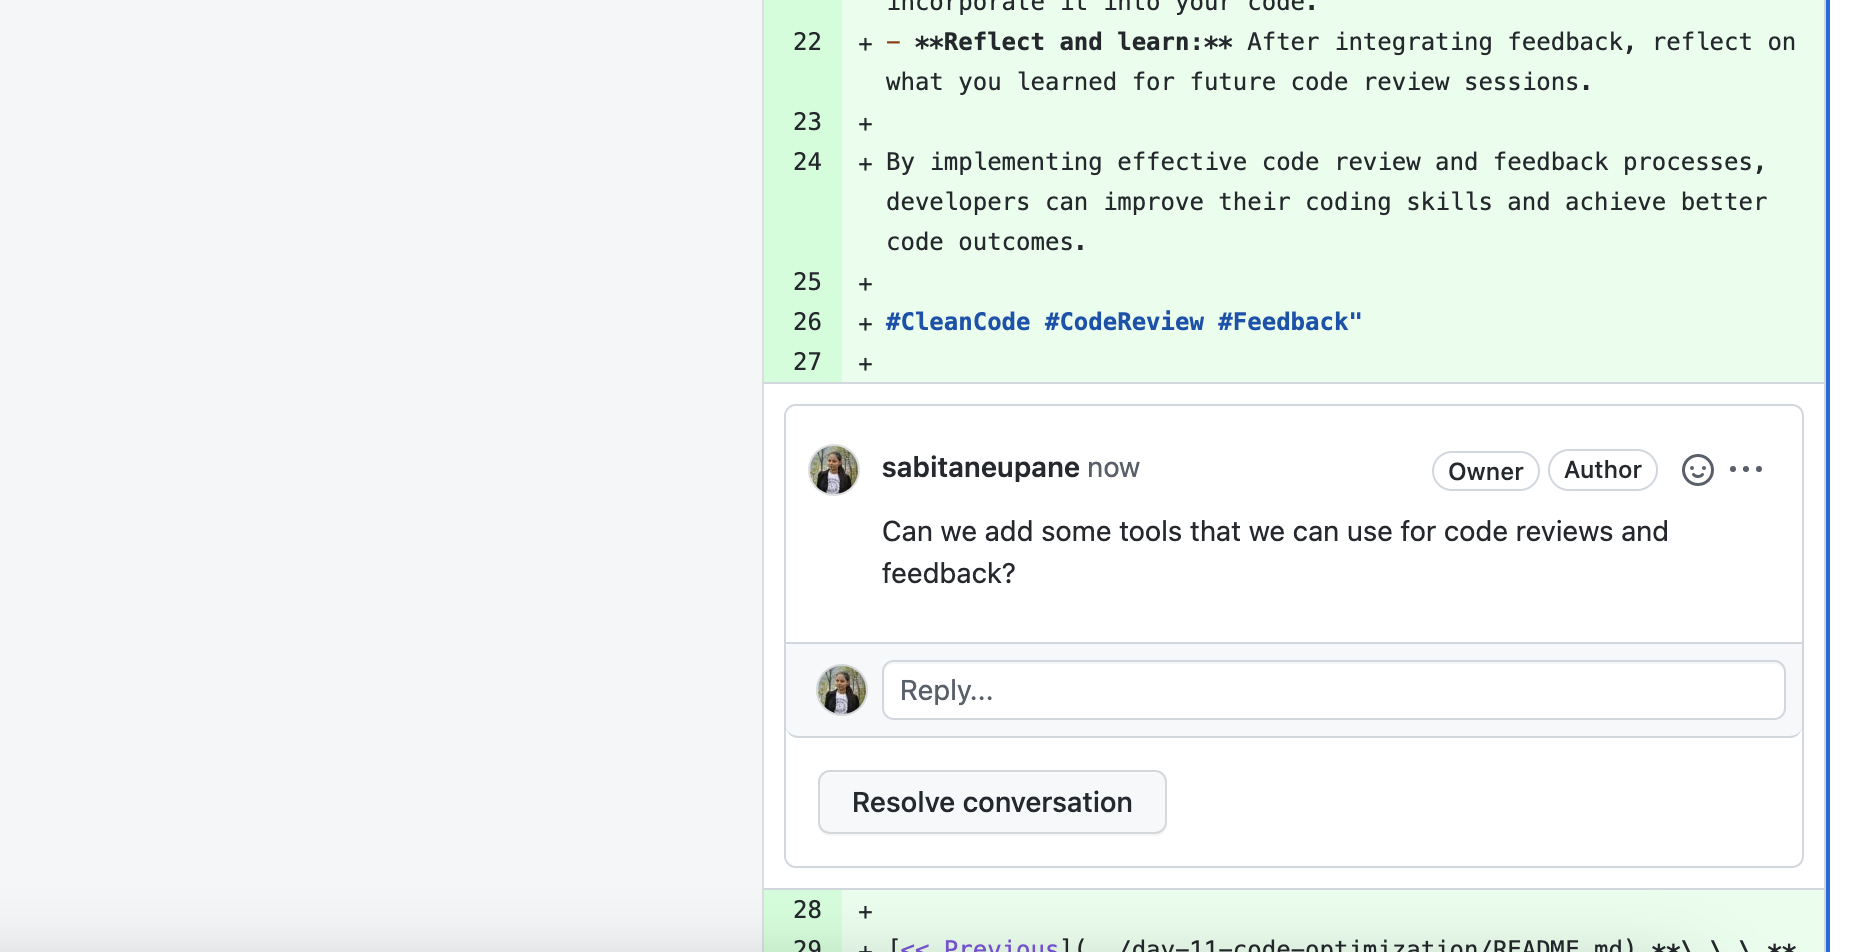 incorporate it into your code.
22 + - **Reflect and learn:** After integrating feedback, reflect on
what you learned for future code review sessions.
23 +
24 + By implementing effective code review and feedback processes,
developers can improve their coding skills and achieve better
code outcomes.
25 +
26 + #CleanCode #CodeReview #Feedback"
27 +
sabitaneupane now Owner Author
Can we add some tools that we can use for code reviews and
feedback?
Reply...
Resolve conversation
28 +
29 + [<< Previous](../day-11-code-optimization/README.md) **\ \ \ **